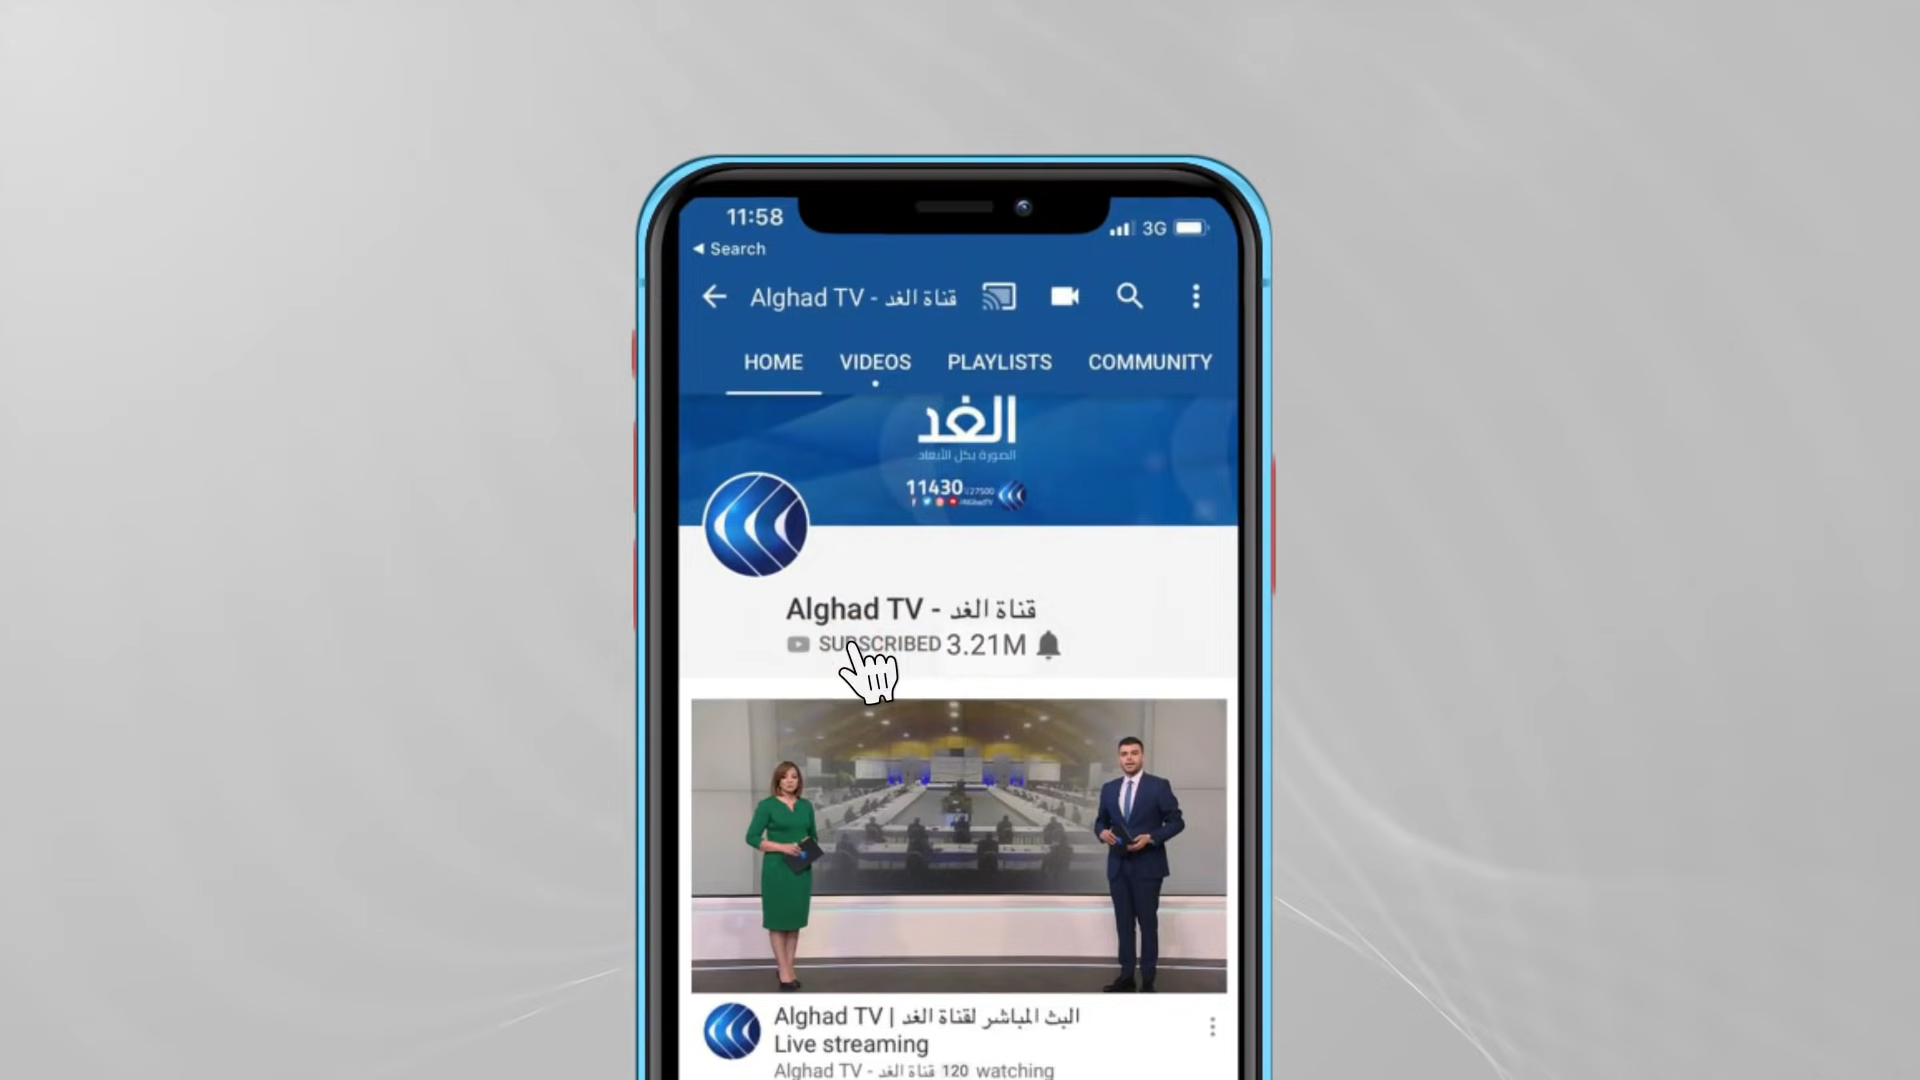 11:58
3G
Search
Alghad TV - قناة الغد
HOME VIDEOS PLAYLISTS COMMUNITY
الغد
الصورة بكل الأبعاد
11430 27500
Alghad TV - قناة الغد
SUBSCRIBED 3.21M
Alghad TV | البث المباشر لقناة الغد
Live streaming
Alghad TV - قناة الغد 120 watching